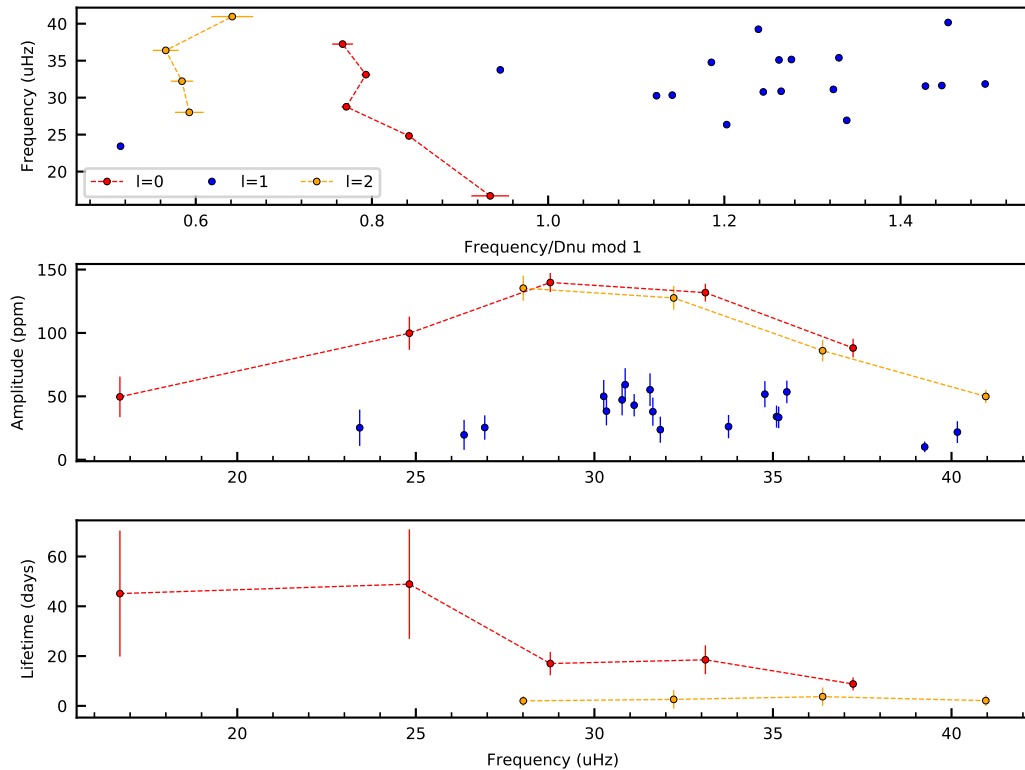 40
35
30
25
20
Frequency (uHz)
l=0 l=1 l=2
0.6 0.8 1.0 1.2 1.4
Frequency/Dnu mod 1
150
100
50
0
Amplitude (ppm)
20 25 30 35 40
60
40
20
0
Lifetime (days)
20 25 30 35 40
Frequency (uHz)